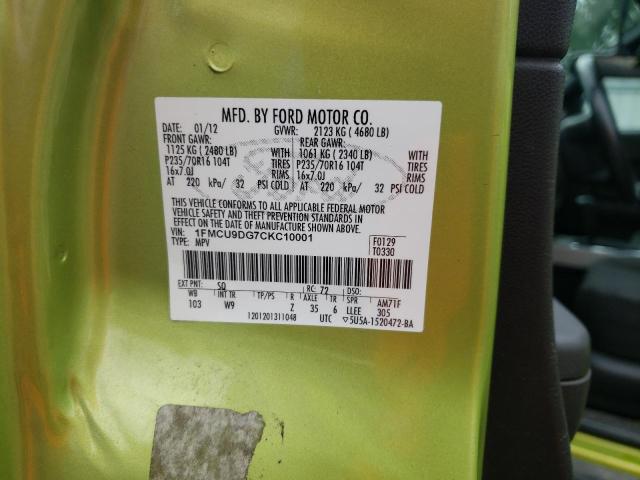 MFD. BY FORD MOTOR CO.
DATE: 01/12 GVWR: 2123 KG ( 4680 LB)
FRONT GAWR: REAR GAWR:
1125 KG ( 2480 LB) 1061 KG ( 2340 LB)
P235/70R16 104T WITH TIRES P235/70R16 104T WITH TIRES
16x7.0J RIMS 16x7.0J RIMS
AT 220 kPa/ 32 PSI COLD AT 220 kPa/ 32 PSI COLD
THIS VEHICLE CONFORMS TO ALL APPLICABLE FEDERAL MOTOR
VEHICLE SAFETY AND THEFT PREVENTION STANDARDS IN
EFFECT ON THE DATE OF MANUFACTURE SHOWN ABOVE.
VIN: 1FMCU9DG7CKC10001 F0129
TYPE: MPV T0330
EXT PNT: SQ RC: 72 DSO:
WB INT TR TP/PS R AXLE TR SPR AM71F
103 W9 Z 35 6 LLEE 305
1201201311048 UTC ▽5U5A-1520472-BA